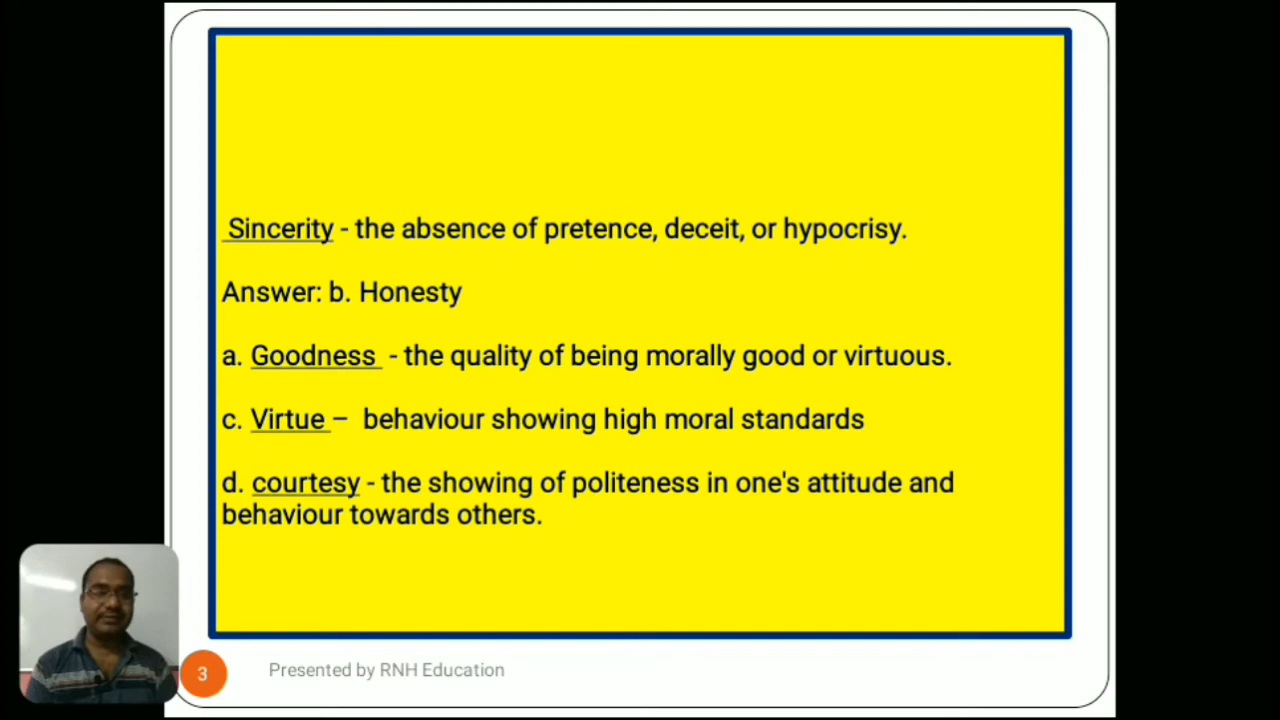 Sincerity - the absence of pretence, deceit, or hypocrisy.
Answer: b. Honesty
a. Goodness - the quality of being morally good or virtuous.
c. Virtue – behaviour showing high moral standards
d. courtesy - the showing of politeness in one's attitude and
behaviour towards others.
3
Presented by RNH Education